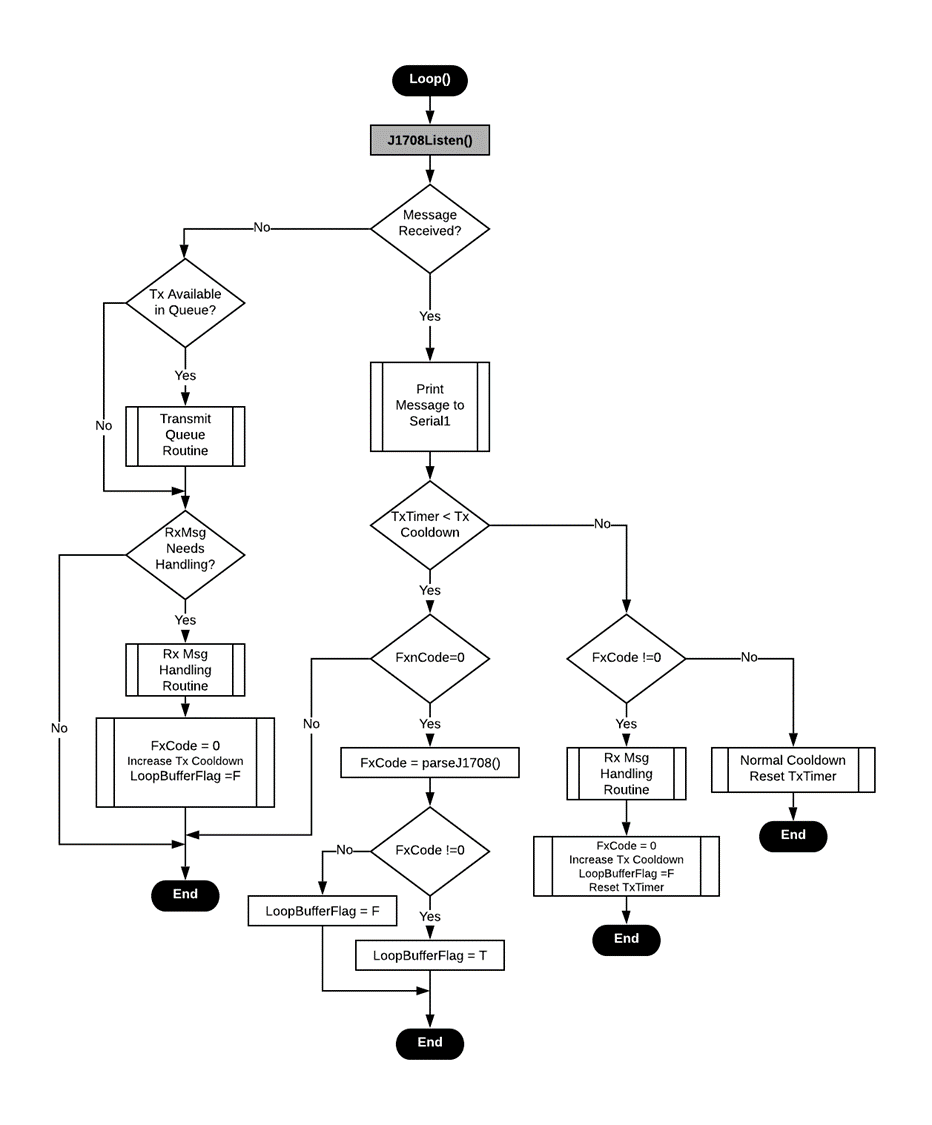 Loop()
J1708Listen()
Message
Received?
No
Tx Available
in Queue?
Yes
Yes
Print
Message to
Serial1
Transmit
Queue
Routine
No
TxTimer < Tx
Cooldown
No
RxMsg
Needs
Handling?
Yes
Yes
FxnCode=0
FxCode !=0
No
Rx Msg
Handling
Routine
No
No
Yes
Yes
FxCode = 0
Increase Tx Cooldown
LoopBufferFlag =F
FxCode = parseJ1708()
Rx Msg
Handling
Routine
Normal Cooldown
Reset TxTimer
End
No
FxCode !=0
FxCode = 0
Increase Tx Cooldown
LoopBufferFlag =F
Reset TxTimer
End
LoopBufferFlag = F
Yes
End
LoopBufferFlag = T
End